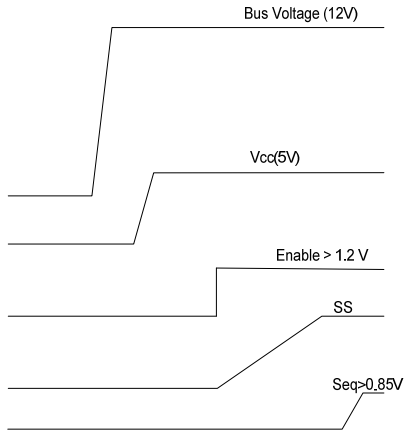 Bus Voltage (12V)
Vcc(5V)
Enable > 1.2 V
SS
Seq>0.85V